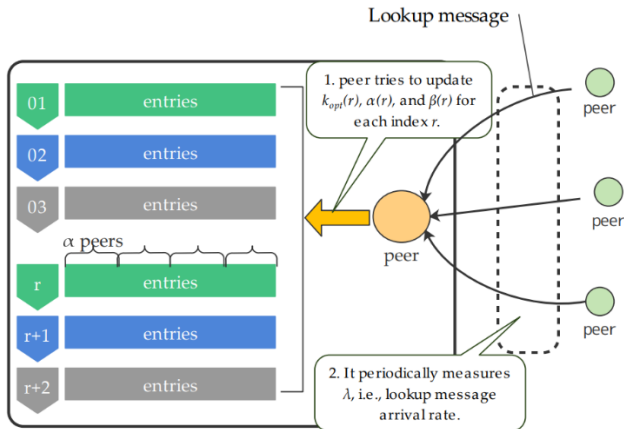 Lookup message
1. peer tries to update
k_opt(r), α(r), and β(r) for
each index r.
01
entries
02
entries
03
entries
peer
peer
peer
peer
α peers
r
entries
r+1
entries
r+2
entries
2. It periodically measures
λ, i.e., lookup message
arrival rate.